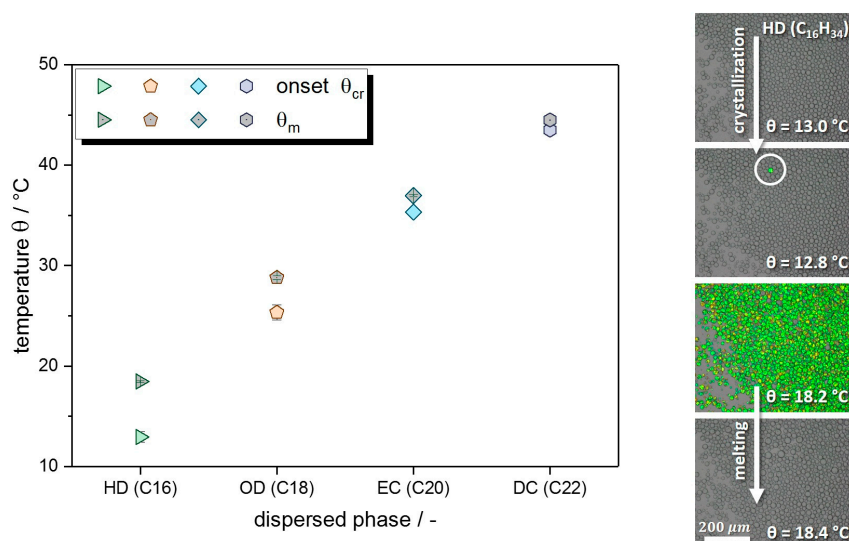 50
40
30
20
10
temperature θ / °C
onset θcr
θm
HD (C16)
OD (C18)
EC (C20)
DC (C22)
dispersed phase / -
HD (C₁₆H₃₄)
crystallization
θ = 13.0 °C
θ = 12.8 °C
θ = 18.2 °C
melting
200 μm
θ = 18.4 °C